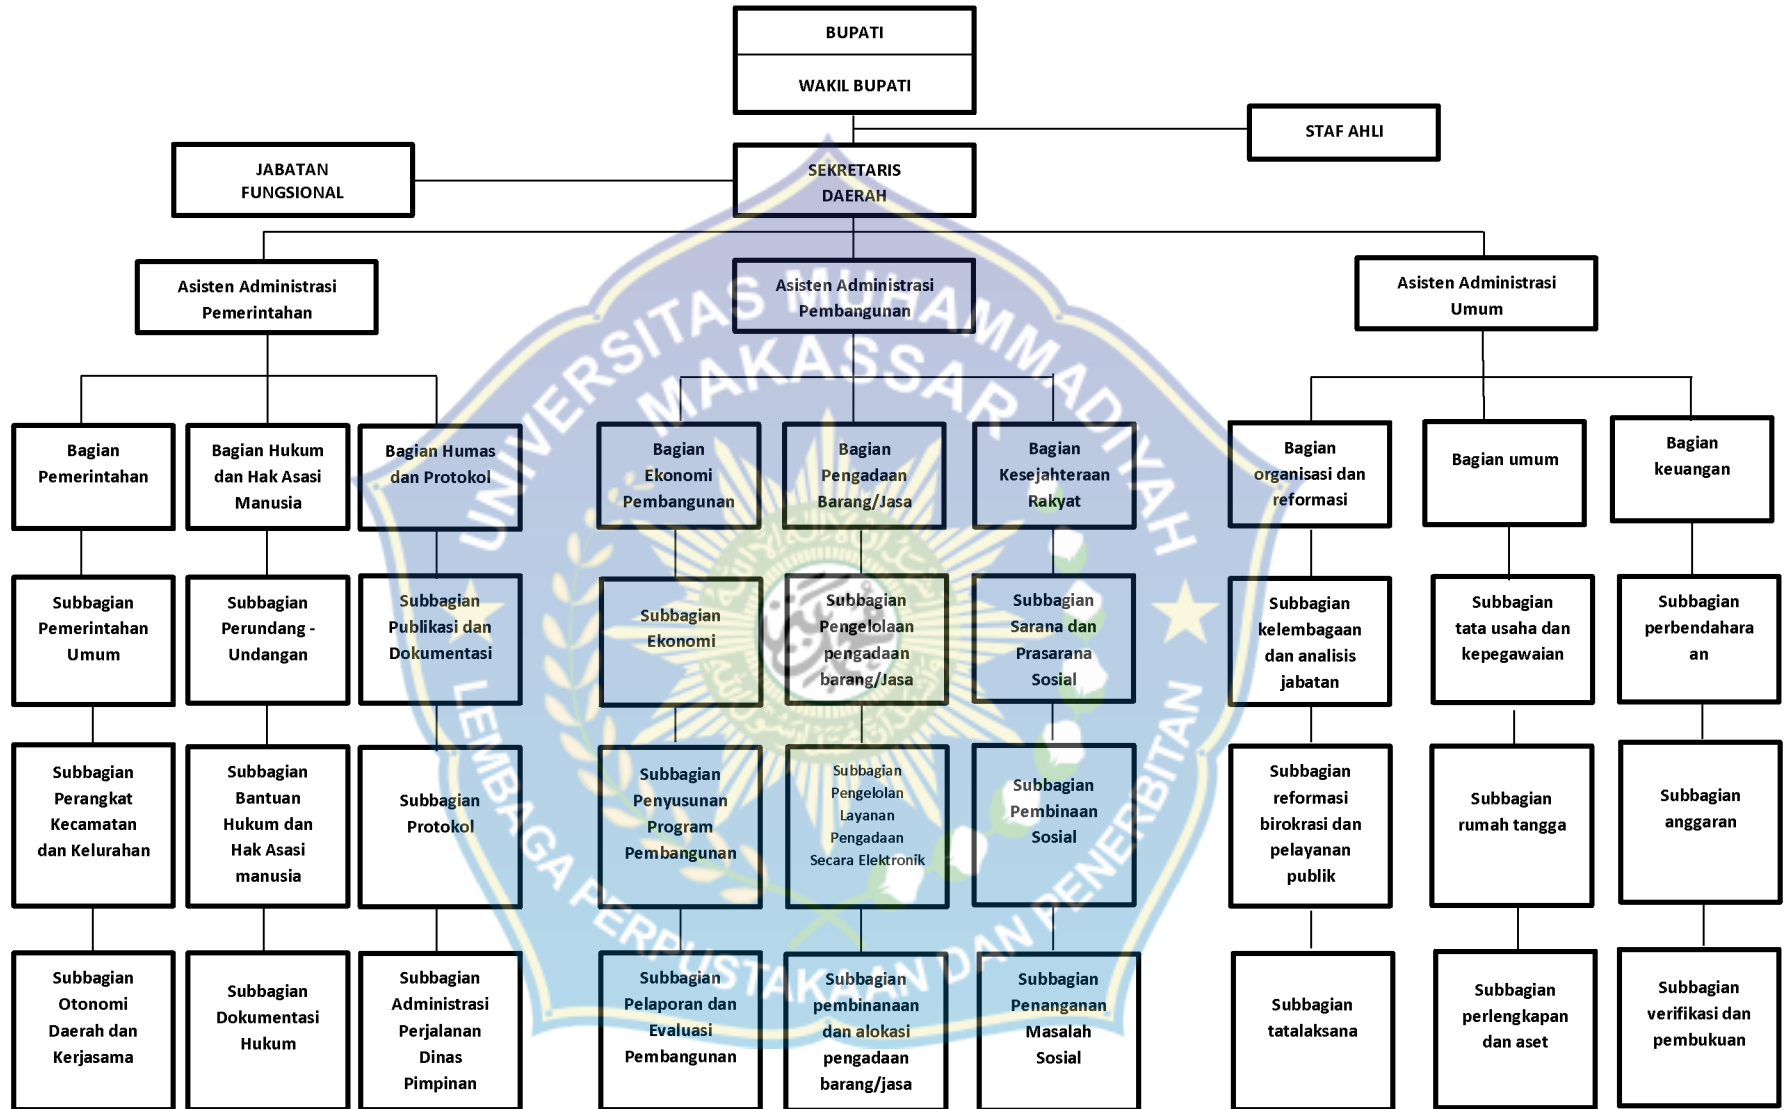 BUPATI
WAKIL BUPATI
STAF AHLI
JABATAN
FUNGSIONAL
SEKRETARIS
DAERAH
Asisten Administrasi
Pemerintahan
Asisten Administrasi
Pembangunan
Asisten Administrasi
Umum
Bagian
Pemerintahan
Bagian Hukum
dan Hak Asasi
Manusia
Bagian Humas
dan Protokol
Bagian
Ekonomi
Pembangunan
Bagian
Pengadaan
Barang/Jasa
Bagian
Kesejahteraan
Rakyat
Bagian
organisasi dan
reformasi
Bagian umum
Bagian
keuangan
Subbagian
Pemerintahan
Umum
Subbagian
Perundang -
Undangan
Subbagian
Publikasi dan
Dokumentasi
Subbagian
Ekonomi
Subbagian
Pengelolaan
pengadaan
barang/Jasa
Subbagian
Sarana dan
Prasarana
Sosial
Subbagian
kelembagaan
dan analisis
jabatan
Subbagian
tata usaha dan
kepegawaian
Subbagian
perbendahara
an
Subbagian
Perangkat
Kecamatan
dan Kelurahan
Subbagian
Bantuan
Hukum dan
Hak Asasi
manusia
Subbagian
Protokol
Subbagian
Penyusunan
Program
Pembangunan
Subbagian
Pengelolan
Layanan
Pengadaan
Secara Elektronik
Subbagian
Pembinaan
Sosial
Subbagian
reformasi
birokrasi dan
pelayanan
publik
Subbagian
rumah tangga
Subbagian
anggaran
Subbagian
Otonomi
Daerah dan
Kerjasama
Subbagian
Dokumentasi
Hukum
Subbagian
Administrasi
Perjalanan
Dinas
Pimpinan
Subbagian
Pelaporan dan
Evaluasi
Pembangunan
Subbagian
pembinanaan
dan alokasi
pengadaan
barang/jasa
Subbagian
Penanganan
Masalah
Sosial
Subbagian
tatalaksana
Subbagian
perlengkapan
dan aset
Subbagian
verifikasi dan
pembukuan
UNIVERSITAS MUHAMMADIYAH
MAKASSAR
LEMBAGA PERPUSTAKAAN DAN PENERBITAN